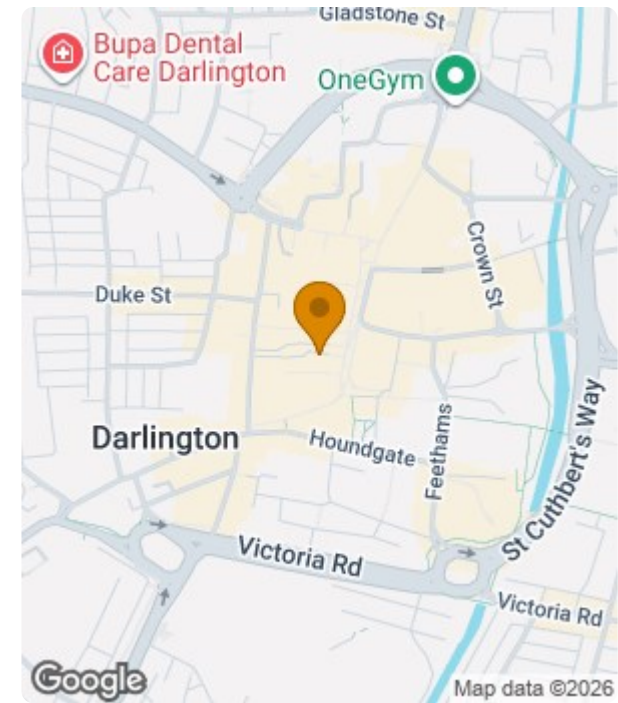 Gladstone St
Bupa Dental
Care Darlington
OneGym
Crown St
Duke St
Darlington
Houndgate
Feethams
St Cuthbert's Way
Victoria Rd
Victoria Rd
Google
Map data ©2026